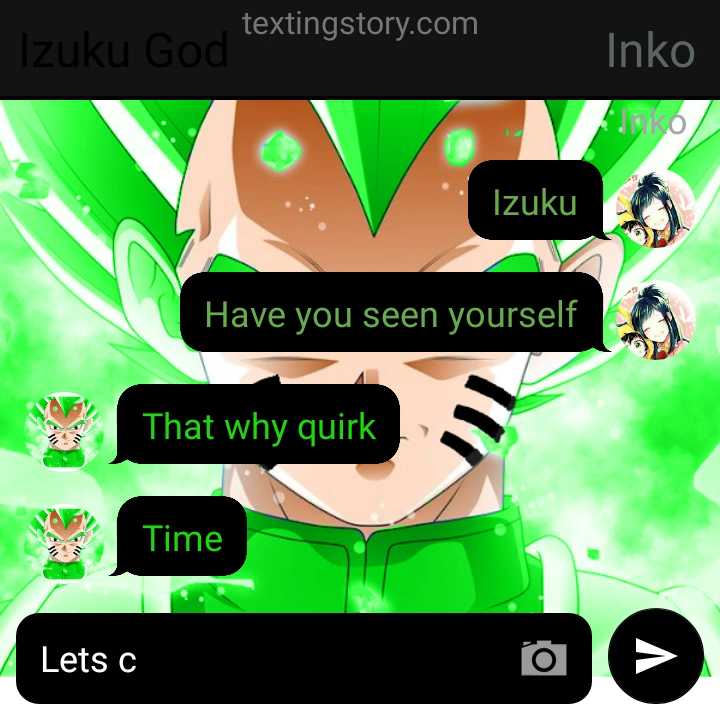 textingstory.com
Izuku God
Inko
Inko
Izuku
Have you seen yourself
That why quirk
Time
Lets c